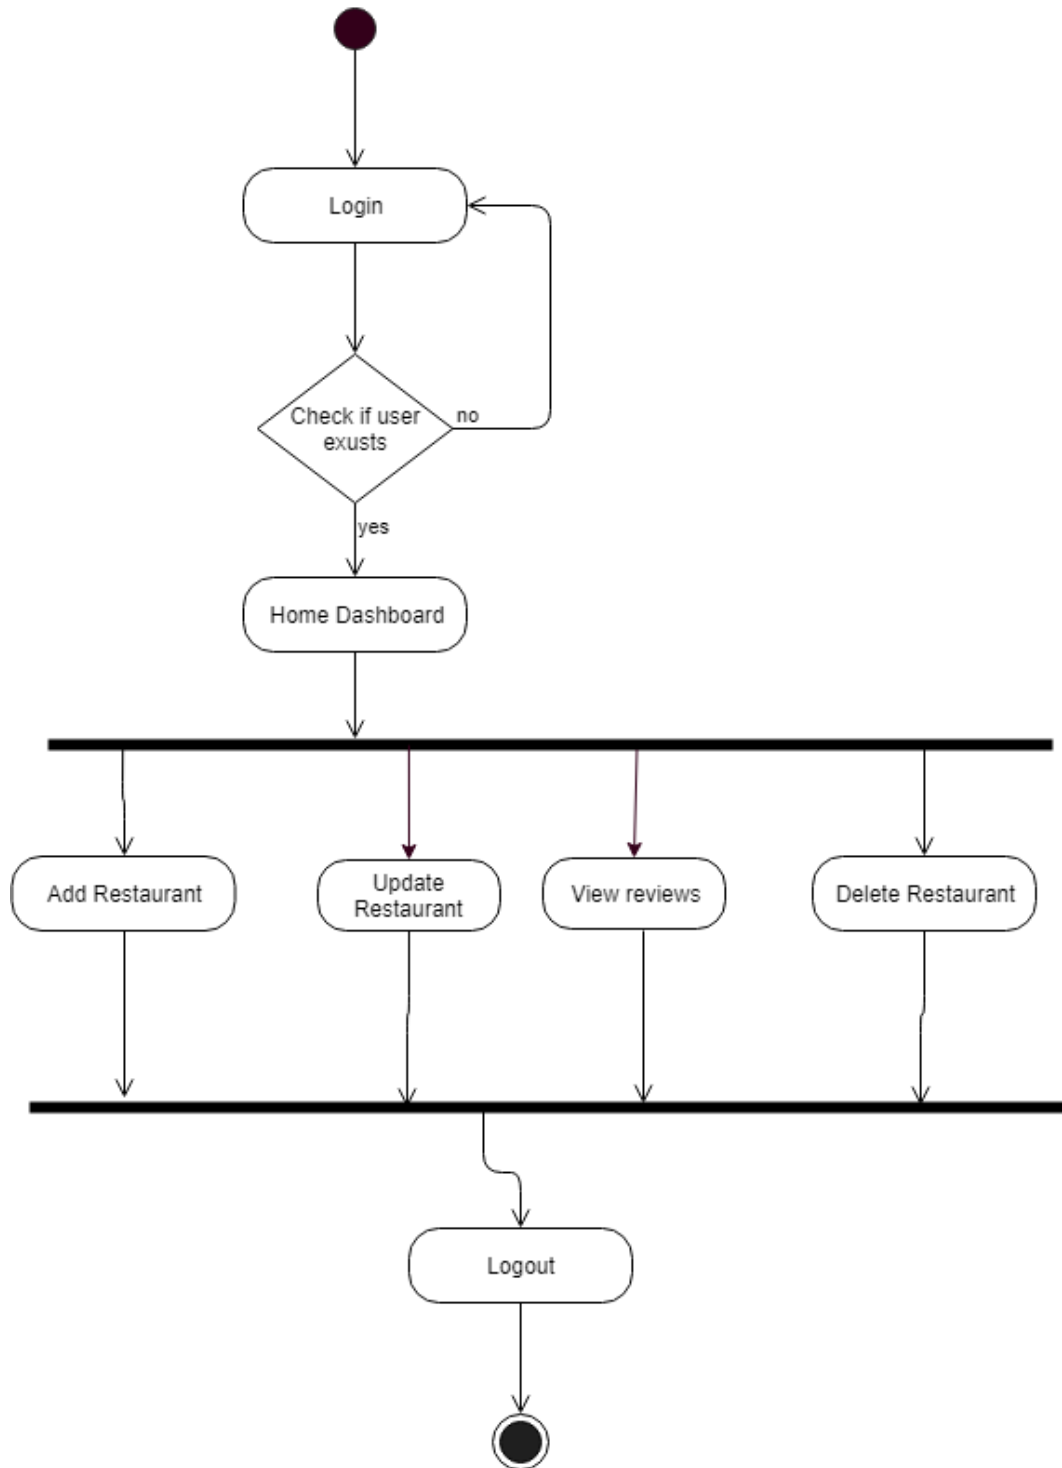 Login
Check if user
exusts
no
yes
Home Dashboard
Add Restaurant
Update
Restaurant
View reviews
Delete Restaurant
Logout